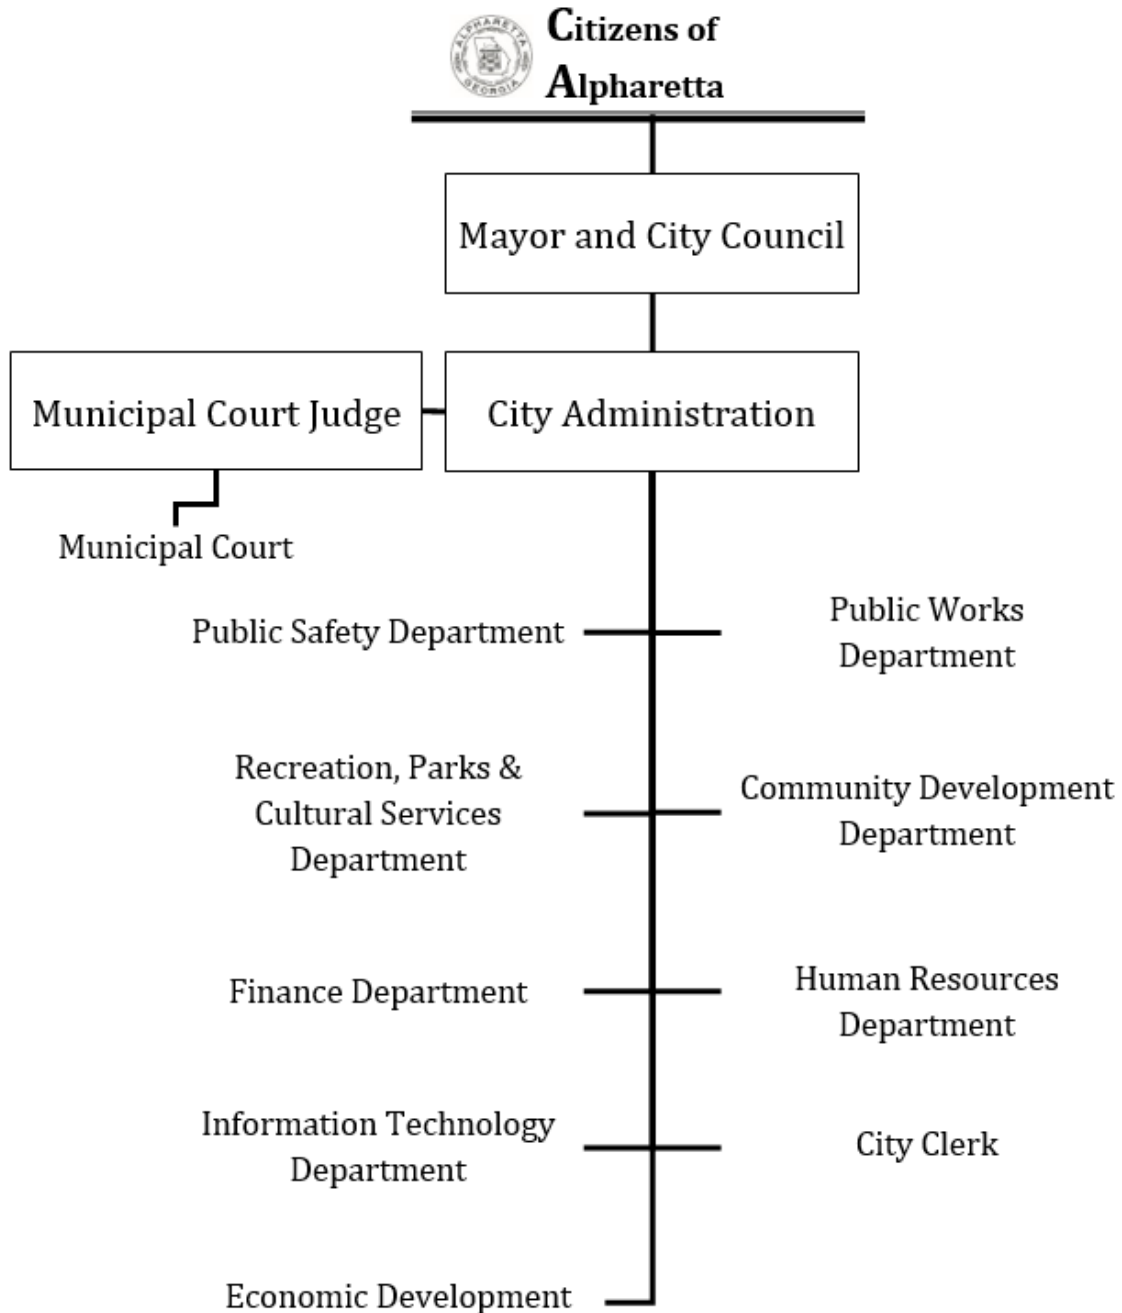 ALPHARETTA
GEORGIA
Citizens of
Alpharetta
Mayor and City Council
Municipal Court Judge
City Administration
Municipal Court
Public Safety Department
Public Works
Department
Recreation, Parks &
Cultural Services
Department
Community Development
Department
Finance Department
Human Resources
Department
Information Technology
Department
City Clerk
Economic Development